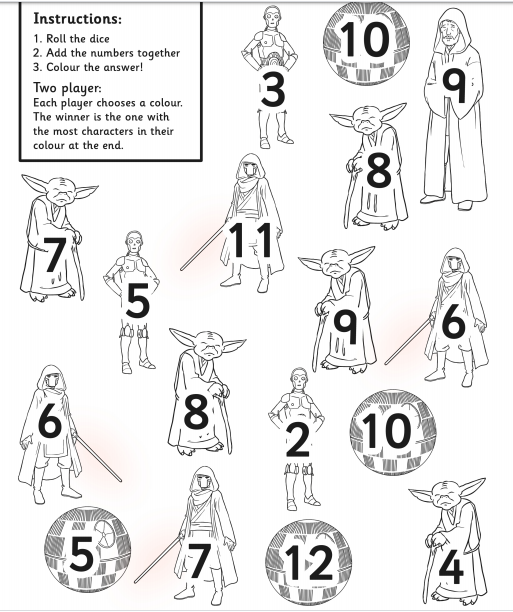 Instructions:
1. Roll the dice
2. Add the numbers together
3. Colour the answer!
Two player:
Each player chooses a colour.
The winner is the one with
the most characters in their
colour at the end.
3
10
9
8
7
11
5
9
6
8
6
2
10
5
7
12
4